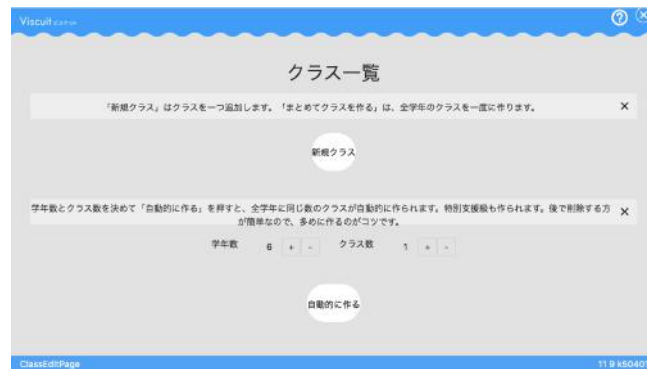 Viscuit
クラス一覧
「新規クラス」はクラスを一つ追加します。「まとめてクラスを作る」は、全学年のクラスを一度に作ります。 ×
新規クラス
学年数とクラス数を決めて「自動的に作る」を押すと、全学年に同じ数のクラスが自動的に作られます。特別支援級も作られます。後で削除する方 ×
が簡単なので、多めに作るのがコツです。
学年数 6 + - クラス数 1 + -
自動的に作る
ClassEditPage 11.9 k50401